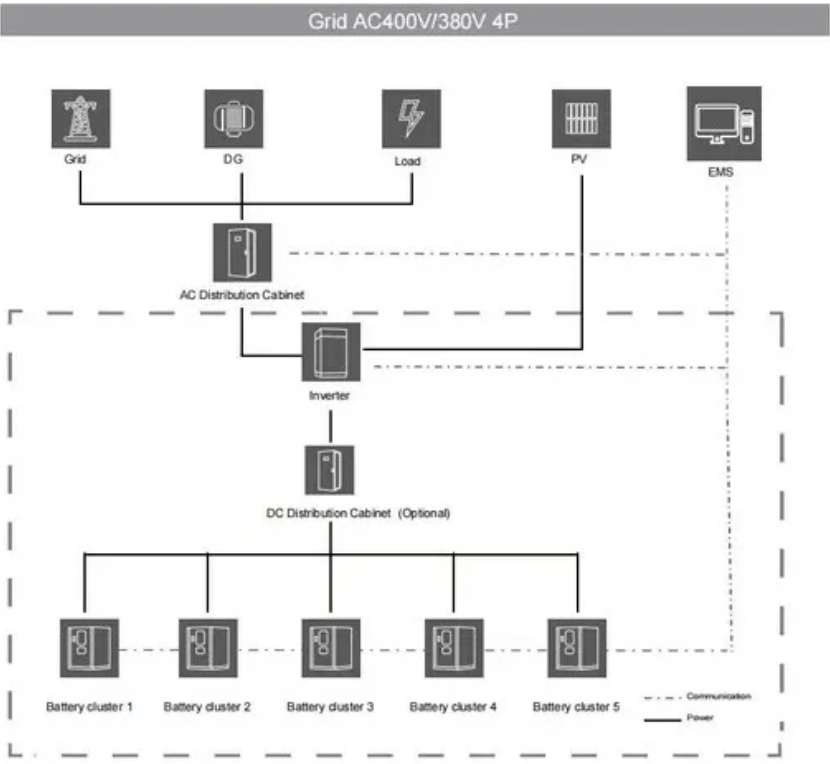 Grid AC400V/380V 4P
Grid
DG
Load
PV
EMS
AC Distribution Cabinet
Inverter
DC Distribution Cabinet (Optional)
Battery cluster 1
Battery cluster 2
Battery cluster 3
Battery cluster 4
Battery cluster 5
Communication
Power